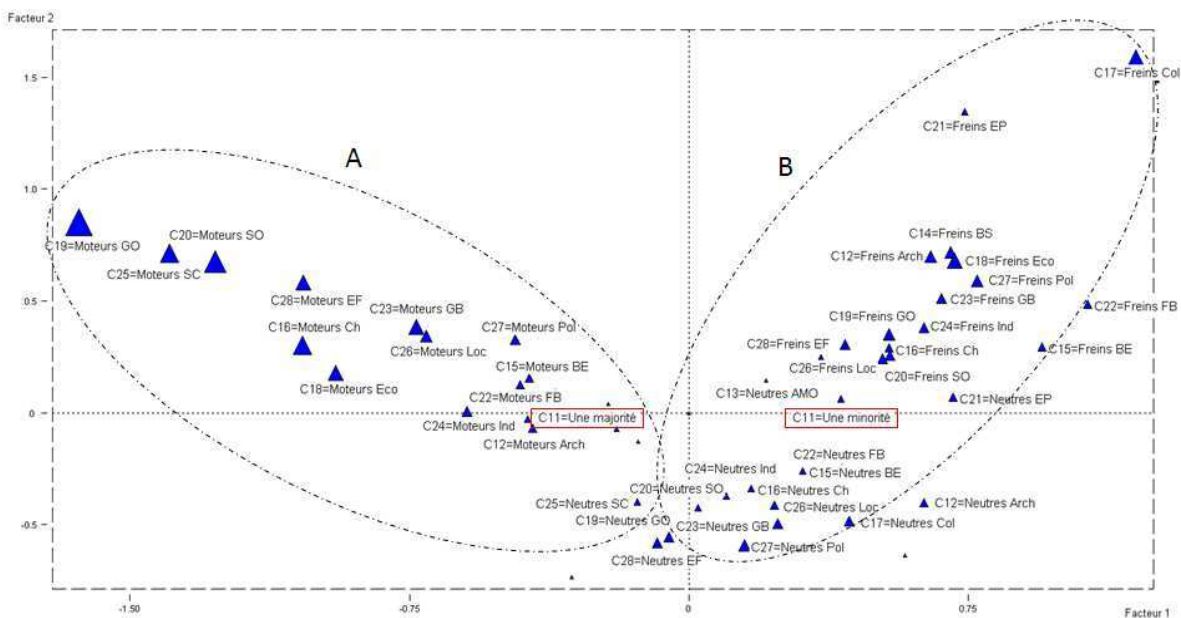 Facteur 2
1.5
C17=Freins Col
C21=Freins EP
A
B
1.0
C20=Moteurs SO
C19=Moteurs GO
C25=Moteurs SC
C14=Freins BS
C12=Freins Arch
C18=Freins Eco
C28=Moteurs EF
C27=Freins Pol
C23=Freins GB
C22=Freins FB
0.5
C23=Moteurs GB
C19=Freins GO
C16=Moteurs Ch
C27=Moteurs Pol
C24=Freins Ind
C26=Moteurs Loc
C28=Freins EF
C16=Freins Ch
C15=Freins BE
C15=Moteurs BE
C26=Freins Loc
C20=Freins SO
C18=Moteurs Eco
C22=Moteurs FB
C13=Neutres AMO
C21=Neutres EP
0
C24=Moteurs Ind
C11=Une majorité
C11=Une minorité
C12=Moteurs Arch
C22=Neutres FB
C24=Neutres Ind
C15=Neutres BE
C20=Neutres SO
C16=Neutres Ch
C25=Neutres SC
C26=Neutres Loc
C12=Neutres Arch
-0.5
C19=Neutres GO
C23=Neutres GB
C17=Neutres Col
C28=Neutres EF
C27=Neutres Pol
-1.50
-0.75
0
0.75
Facteur 1